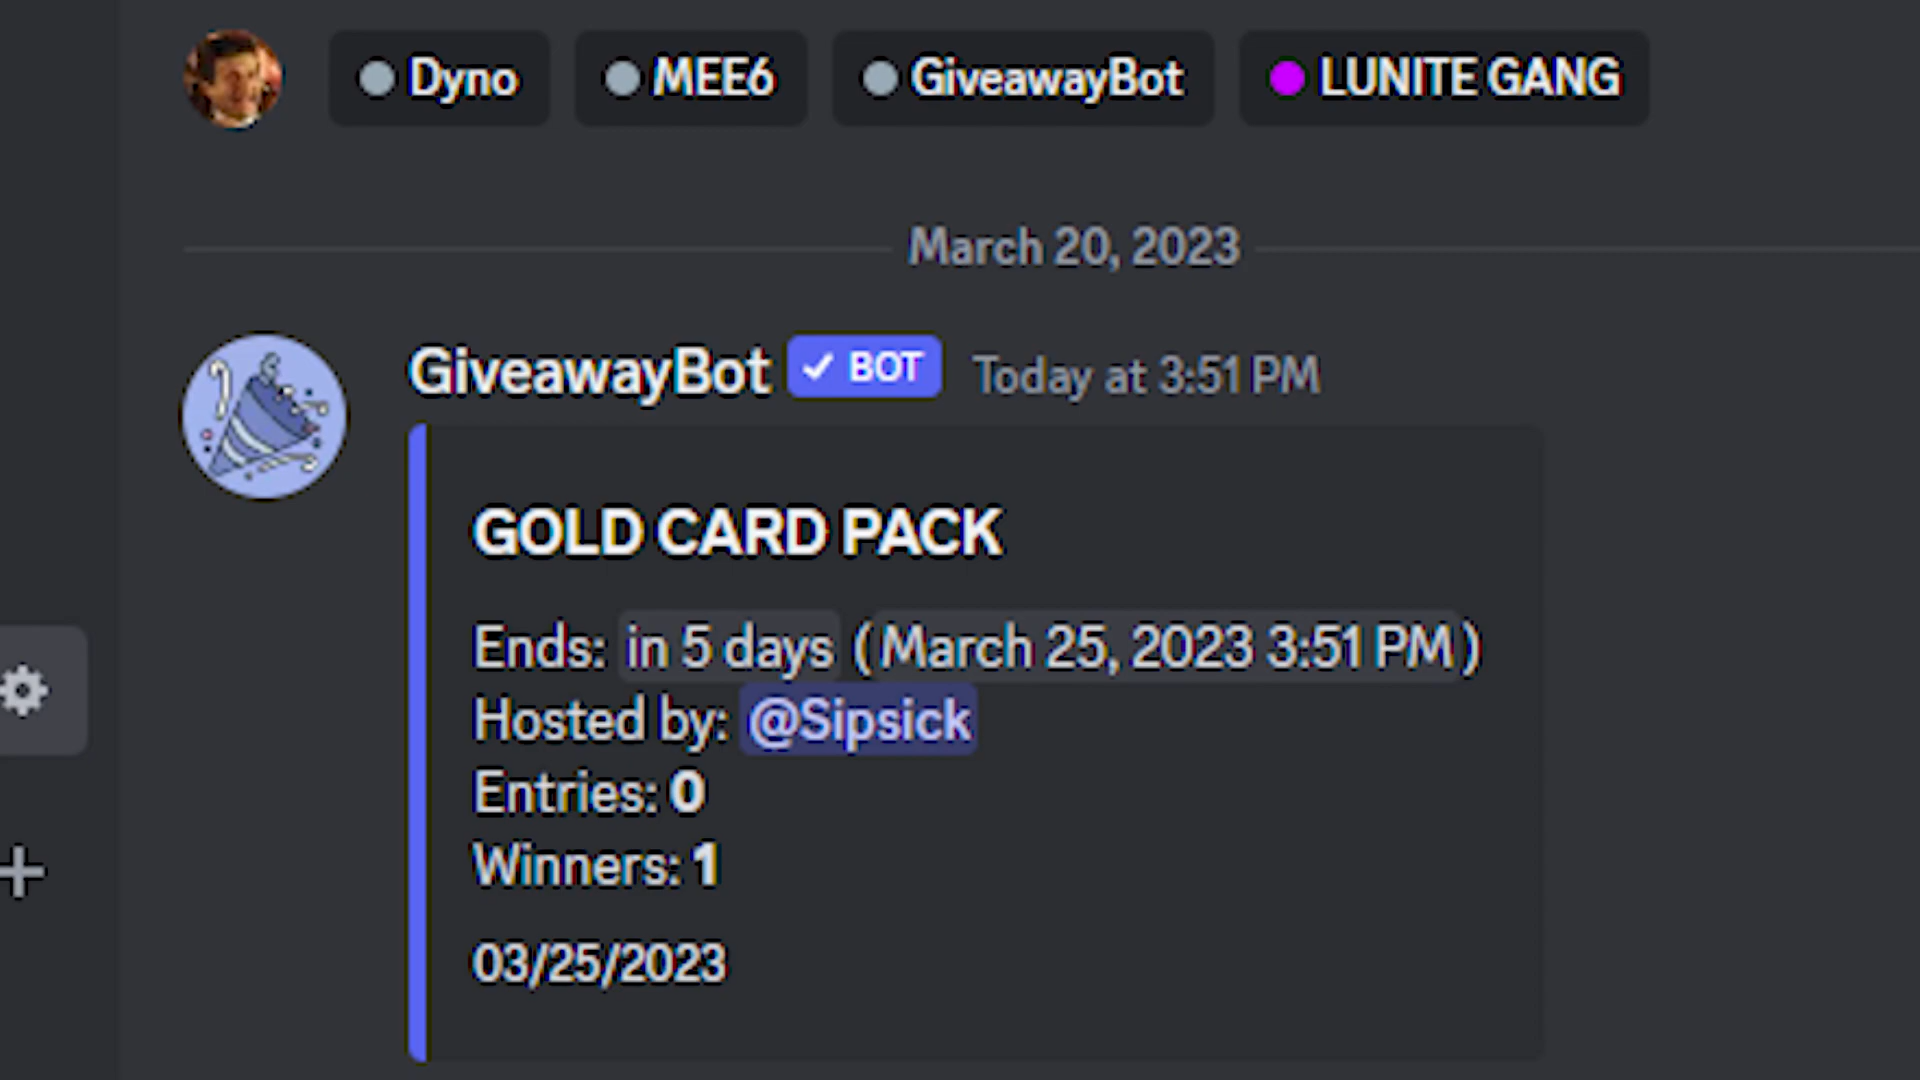 Dyno MEE6 GiveawayBot LUNITE GANG
March 20, 2023
GiveawayBot ✓ BOT Today at 3:51 PM
GOLD CARD PACK
Ends: in 5 days (March 25, 2023 3:51 PM)
Hosted by: @Sipsick
Entries: 0
Winners: 1
03/25/2023